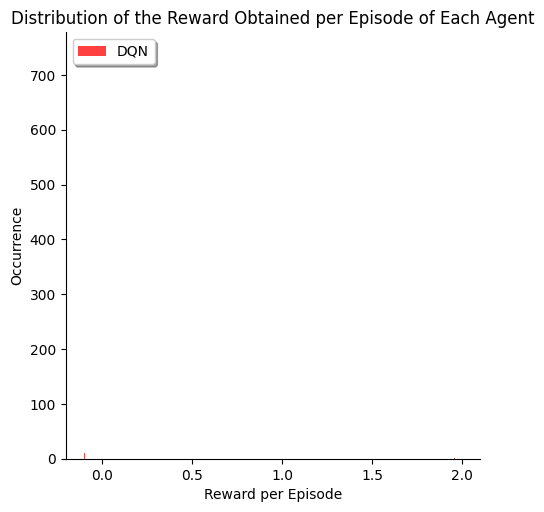 Distribution of the Reward Obtained per Episode of Each Agent
DQN
700
600
500
400
300
200
100
0
Occurrence
0.0 0.5 1.0 1.5 2.0
Reward per Episode